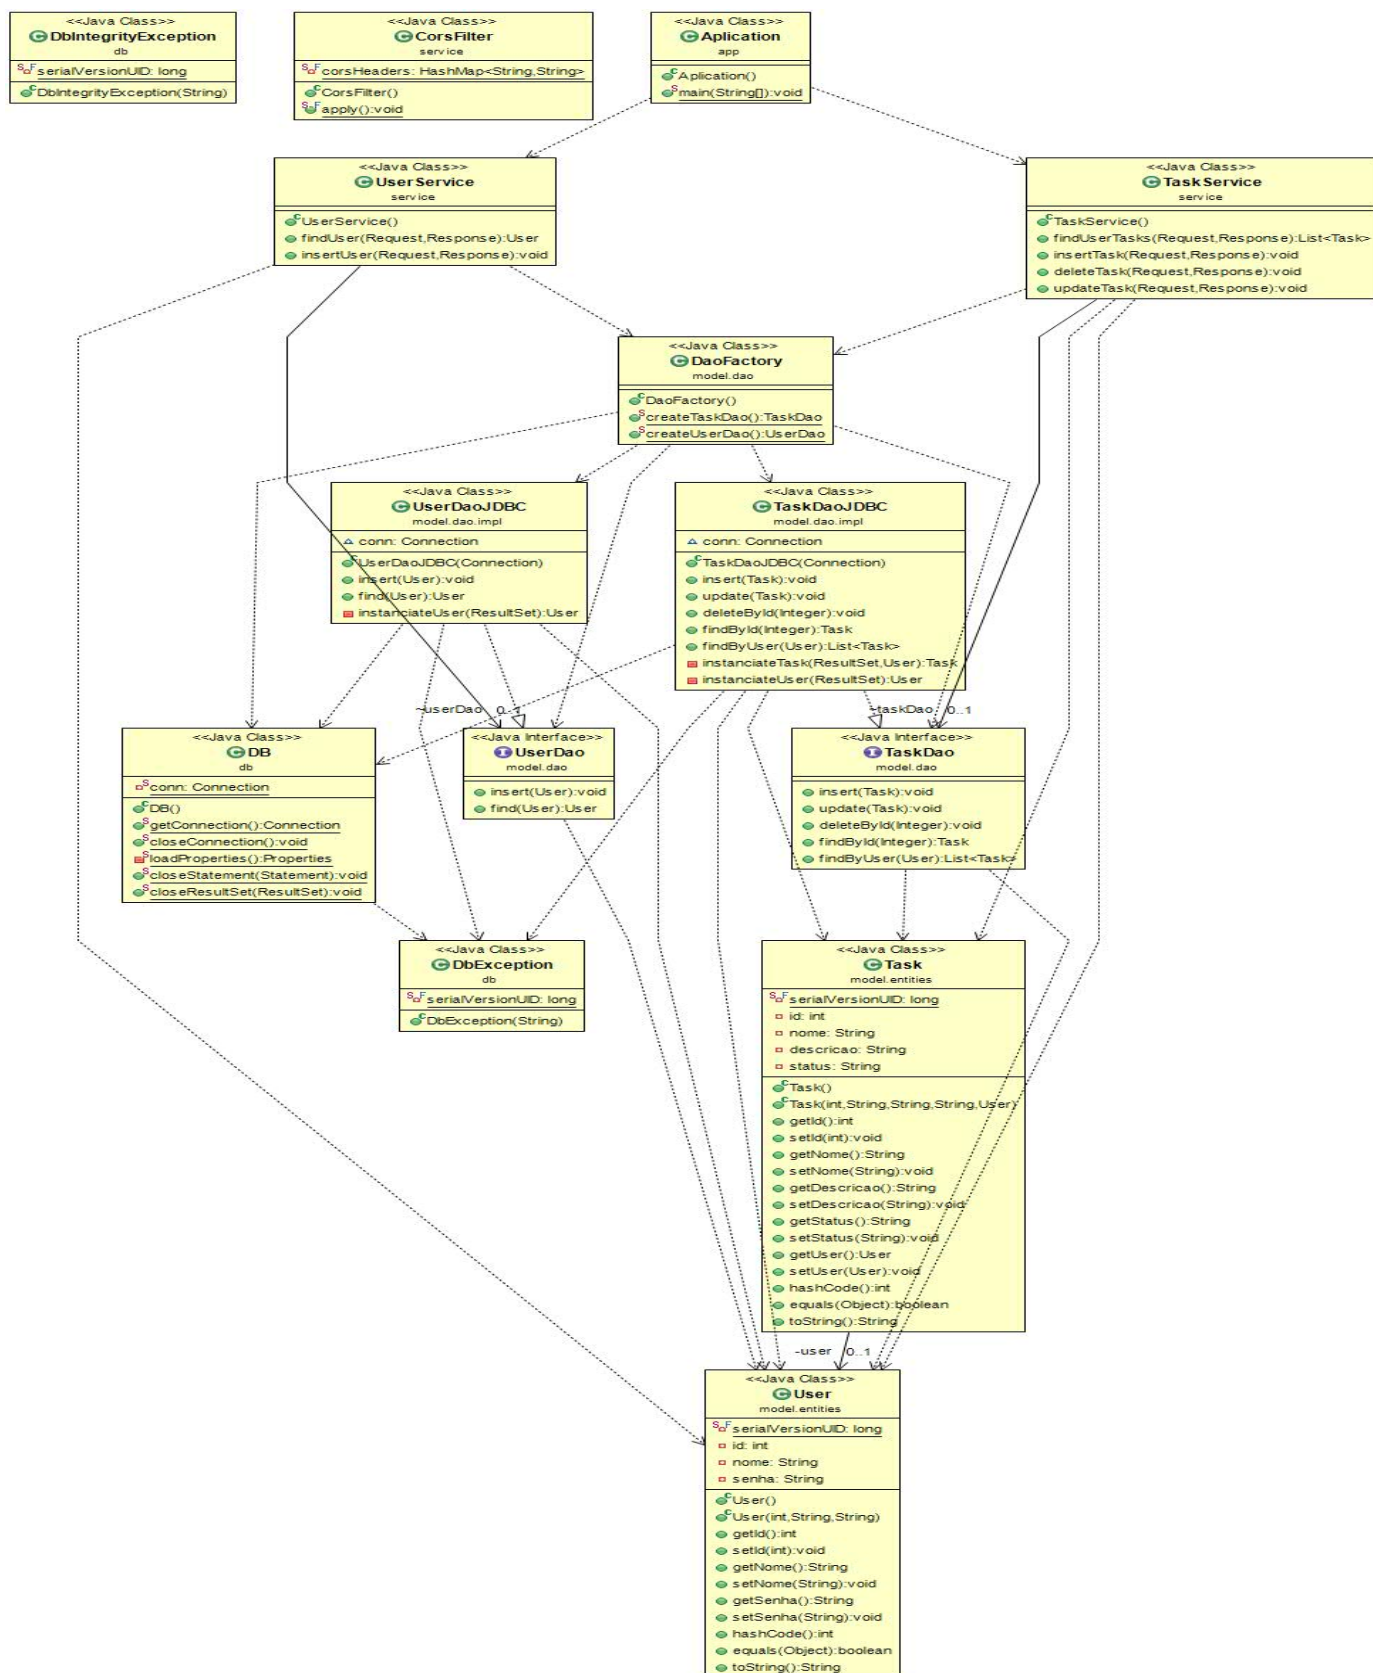 <<Java Class>>
DbIntegrityException
db
serialVersionUID: long
DbIntegrityException(String)
<<Java Class>>
CorsFilter
service
corsHeaders: HashMap<String,String>
CorsFilter()
apply():void
<<Java Class>>
Aplication
app
Aplication()
main(String[]):void
<<Java Class>>
UserService
service
UserService()
findUser(Request,Response):User
insertUser(Request,Response):void
<<Java Class>>
TaskService
service
TaskService()
findUserTasks(Request,Response):List<Task>
insertTask(Request,Response):void
deleteTask(Request,Response):void
updateTask(Request,Response):void
<<Java Class>>
DaoFactory
model.dao
DaoFactory()
createTaskDao():TaskDao
createUserDao():UserDao
<<Java Class>>
UserDaoJDBC
model.dao.impl
conn: Connection
UserDaoJDBC(Connection)
insert(User):void
find(User):User
instanciateUser(ResultSet):User
<<Java Class>>
TaskDaoJDBC
model.dao.impl
conn: Connection
TaskDaoJDBC(Connection)
insert(Task):void
update(Task):void
deleteById(Integer):void
findById(Integer):Task
findByUser(User):List<Task>
instanciateTask(ResultSet,User):Task
instanciateUser(ResultSet):User
~userDao 0..1
~taskDao 0..1
<<Java Class>>
DB
db
conn: Connection
DB()
getConnection():Connection
closeConnection():void
loadProperties():Properties
closeStatement(Statement):void
closeResultSet(ResultSet):void
<<Java Interface>>
UserDao
model.dao
insert(User):void
find(User):User
<<Java Interface>>
TaskDao
model.dao
insert(Task):void
update(Task):void
deleteById(Integer):void
findById(Integer):Task
findByUser(User):List<Task>
<<Java Class>>
DbException
db
serialVersionUID: long
DbException(String)
<<Java Class>>
Task
model.entities
serialVersionUID: long
id: int
nome: String
descricao: String
status: String
Task()
Task(int,String,String,String,User)
getId():int
setId(int):void
getNome():String
setNome(String):void
getDescricao():String
setDescricao(String):void
getStatus():String
setStatus(String):void
getUser():User
setUser(User):void
hashCode():int
equals(Object):boolean
toString():String
-user 0..1
<<Java Class>>
User
model.entities
serialVersionUID: long
id: int
nome: String
senha: String
User()
User(int,String,String)
getId():int
setId(int):void
getNome():String
setNome(String):void
getSenha():String
setSenha(String):void
hashCode():int
equals(Object):boolean
toString():String